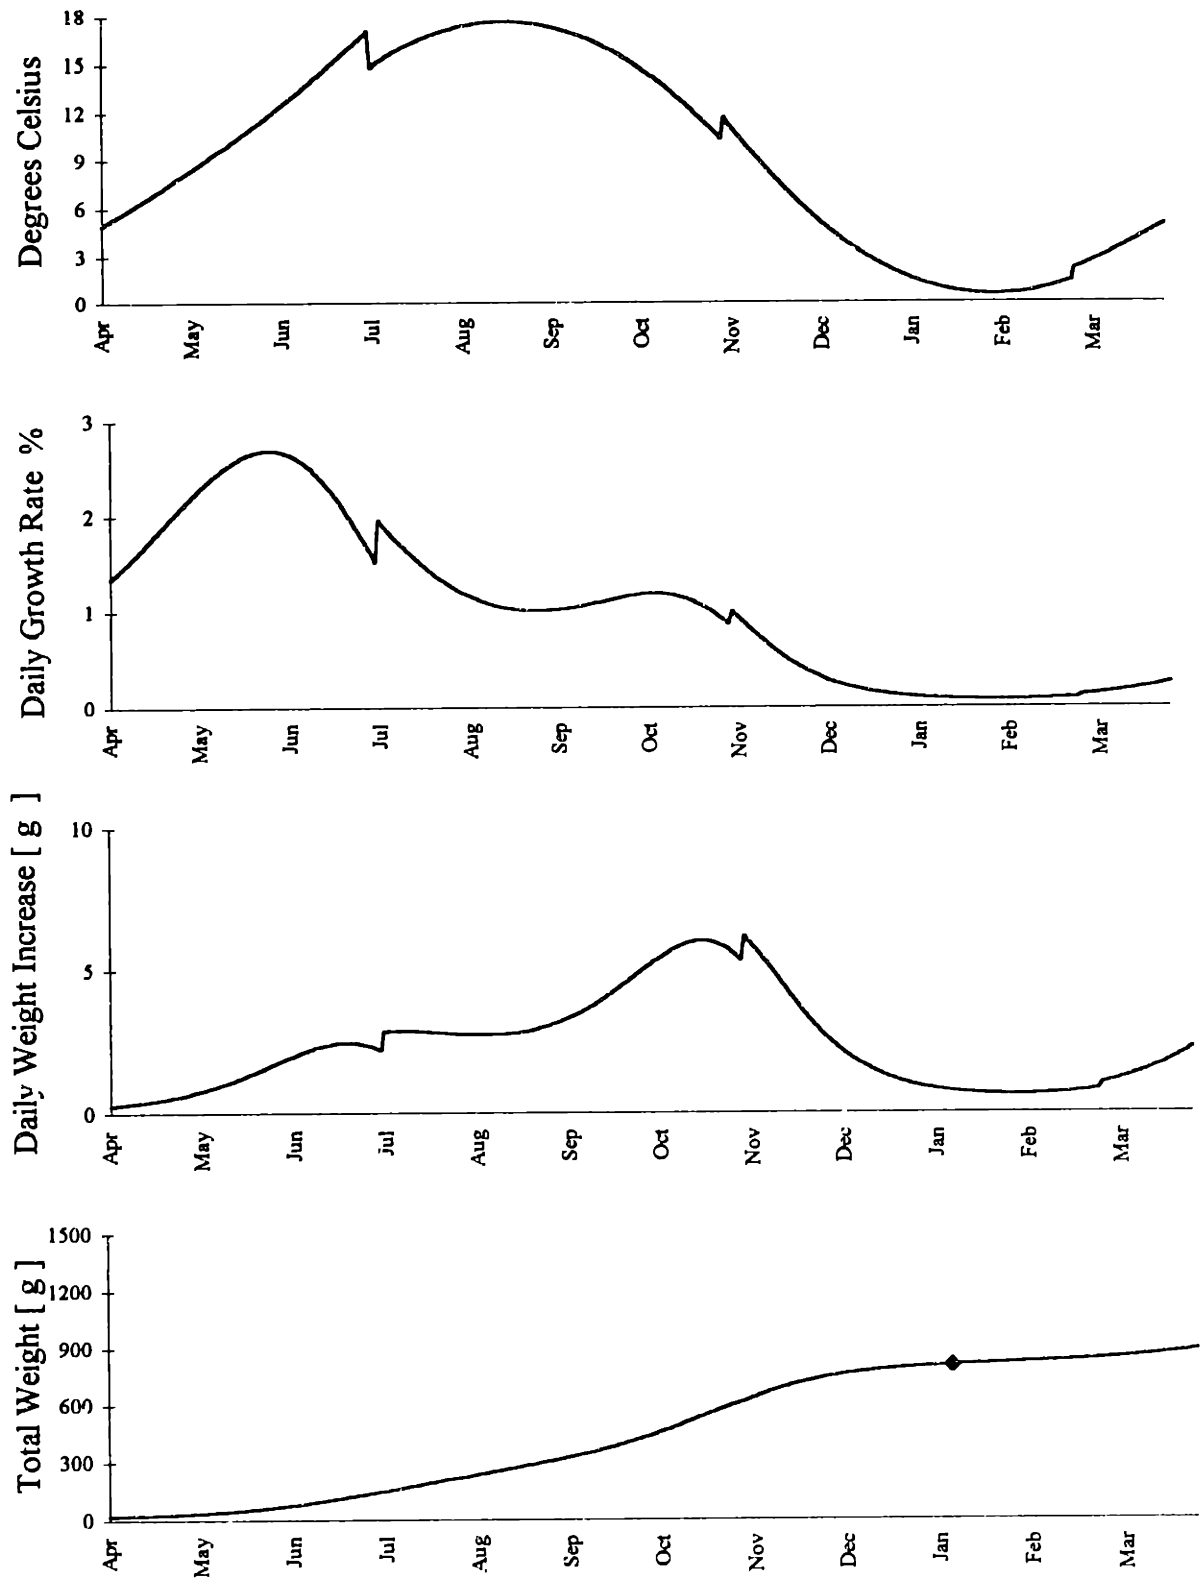 Degrees Celsius
18
15
12
9
6
3
0
Apr May Jun Jul Aug Sep Oct Nov Dec Jan Feb Mar
Daily Growth Rate %
3
2
1
0
Apr May Jun Jul Aug Sep Oct Nov Dec Jan Feb Mar
Daily Weight Increase [ g ]
10
5
0
Apr May Jun Jul Aug Sep Oct Nov Dec Jan Feb Mar
Total Weight [ g ]
1500
1200
900
600
300
0
Apr May Jun Jul Aug Sep Oct Nov Dec Jan Feb Mar